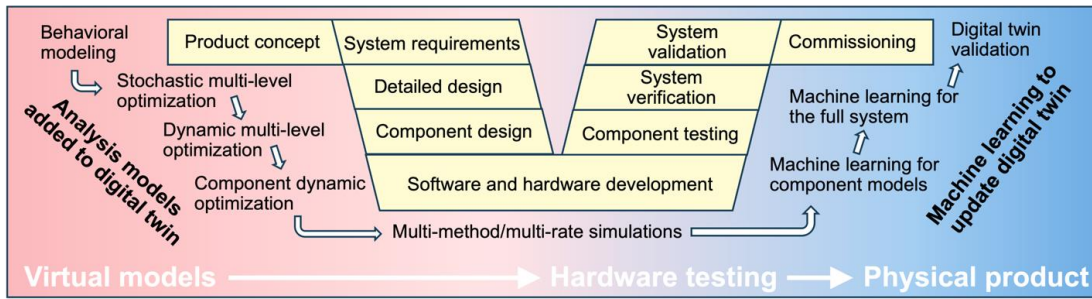 Behavioral
modeling
Product concept
System requirements
System
validation
Commissioning
Digital twin
validation
Stochastic multi-level
optimization
Detailed design
System
verification
Machine learning for
the full system
Dynamic multi-level
optimization
Component design
Component testing
Component dynamic
optimization
Software and hardware development
Machine learning for
component models
Multi-method/multi-rate simulations
Analysis models
added to digital twin
Machine learning to
update digital twin
Virtual models
Hardware testing
Physical product